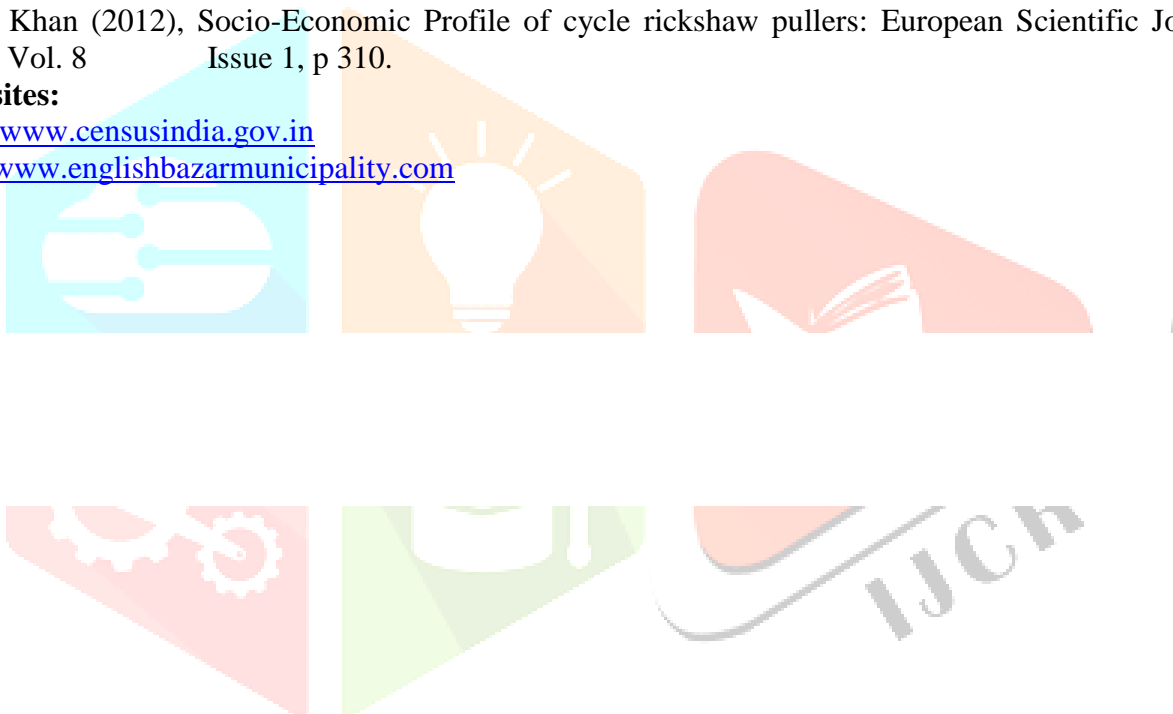 Khan (2012), Socio-Economic Profile of cycle rickshaw pullers: European Scientific Jo
Vol. 8 Issue 1, p 310.
sites:
www.censusindia.gov.in
www.englishbazarmunicipality.com
IJCR